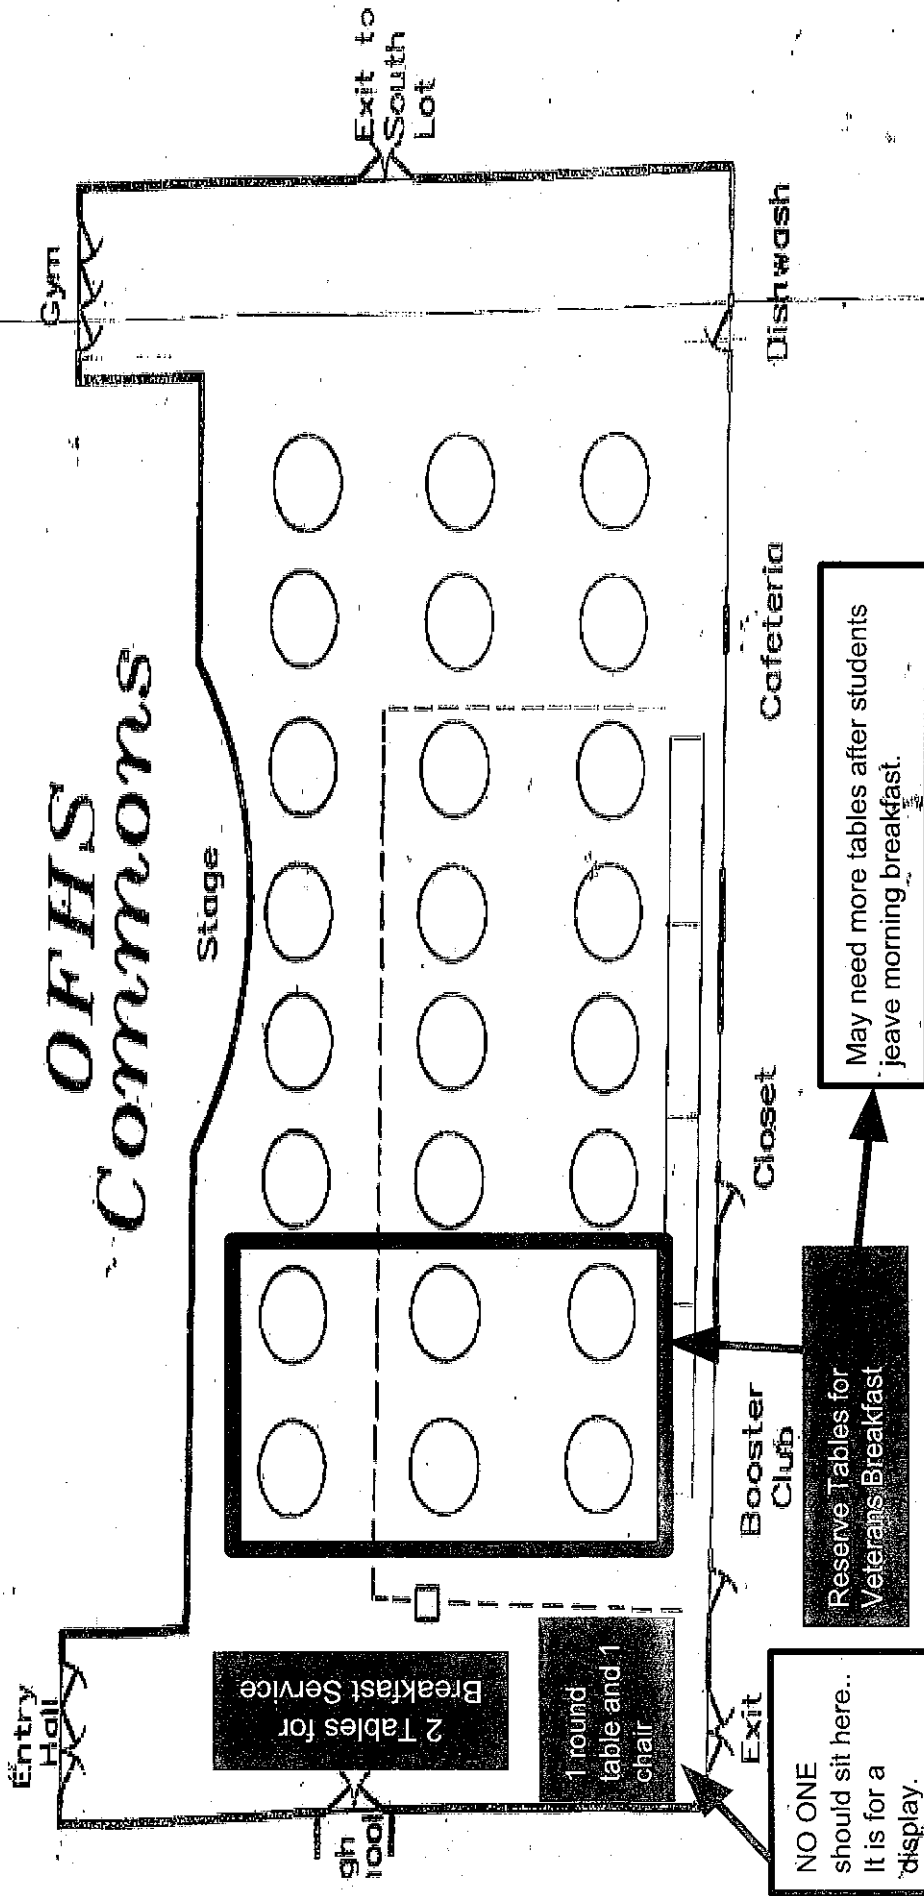 OFHS
Commons
Entry
Hall
Stage
Gym
Exit to
South
Lot
2 Tables for
Breakfast Service
1 round
table and 1
chair
Exit
Booster
Club
Closet
Cafeteria
Dishwash
NO ONE
should sit here..
It is for a
display.
Reserve Tables for
Veterans Breakfast
May need more tables after students
leave morning breakfast.